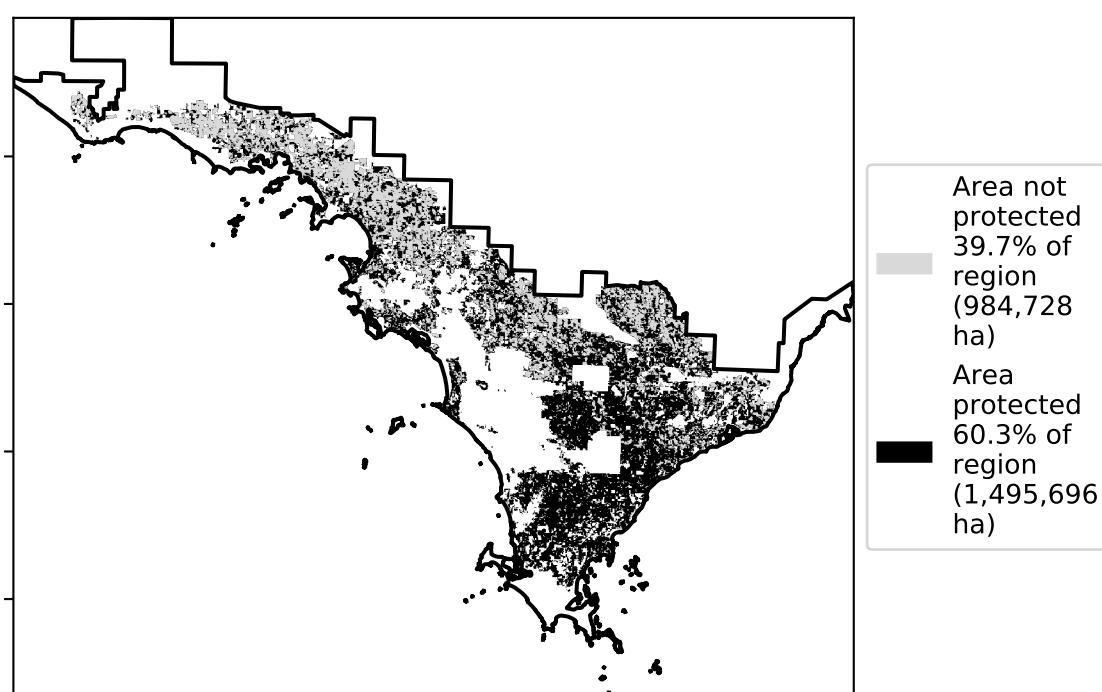 Area not
protected
39.7% of
region
(984,728
ha)
Area
protected
60.3% of
region
(1,495,696
ha)